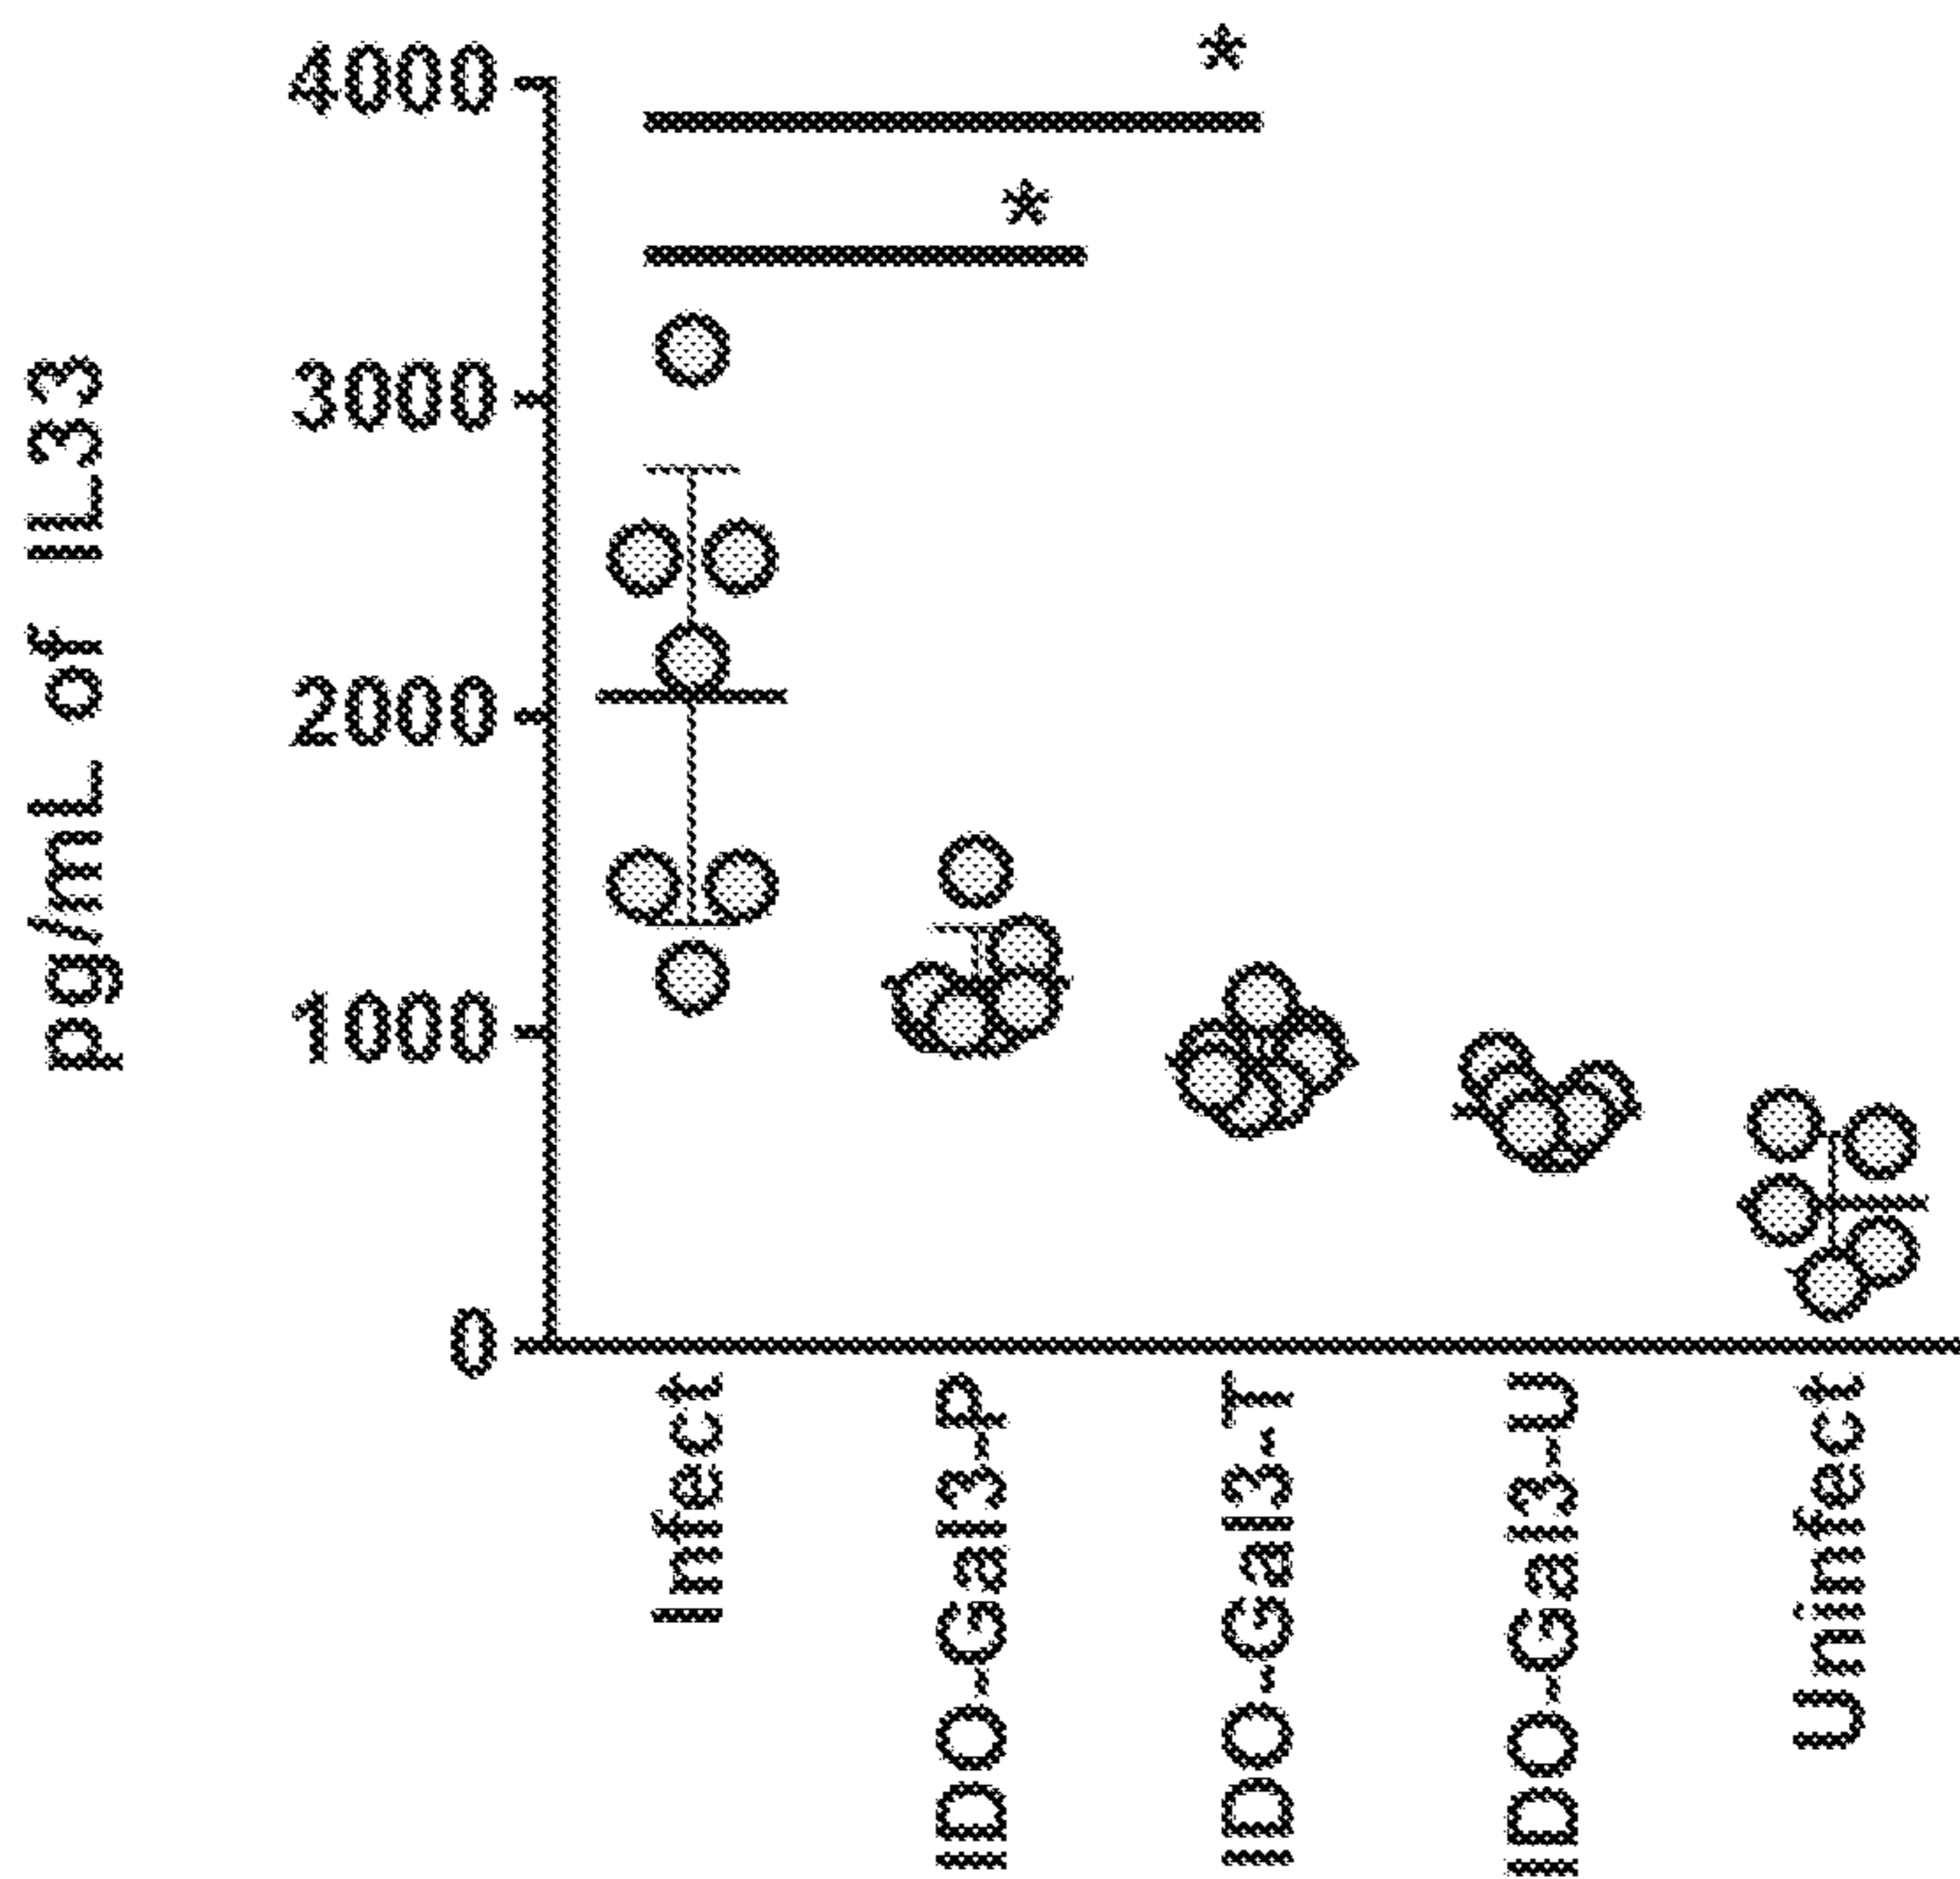 pg/mL of IL33
4000
3000
2000
1000
0
*
*
Infect
IDO-Gal3-P
IDO-Gal3-T
IDO-Gal3-U
Uninfect